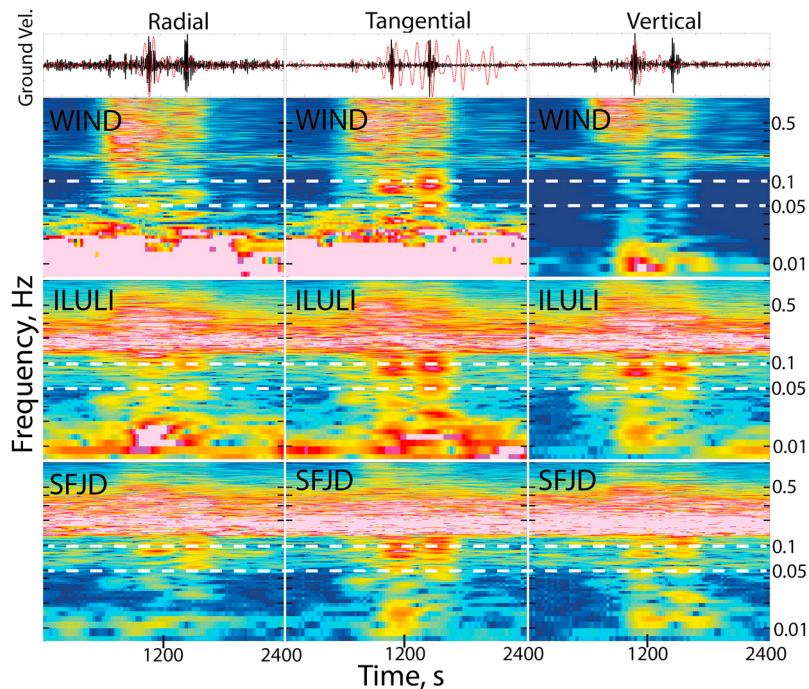 Radial Tangential Vertical
Ground Vel.
WIND WIND WIND
0.5
0.1
0.05
0.01
ILULI ILULI ILULI
0.5
0.1
0.05
0.01
SFJD SFJD SFJD
0.5
0.1
0.05
0.01
Frequency, Hz
1200 2400 1200 2400 1200 2400
Time, s